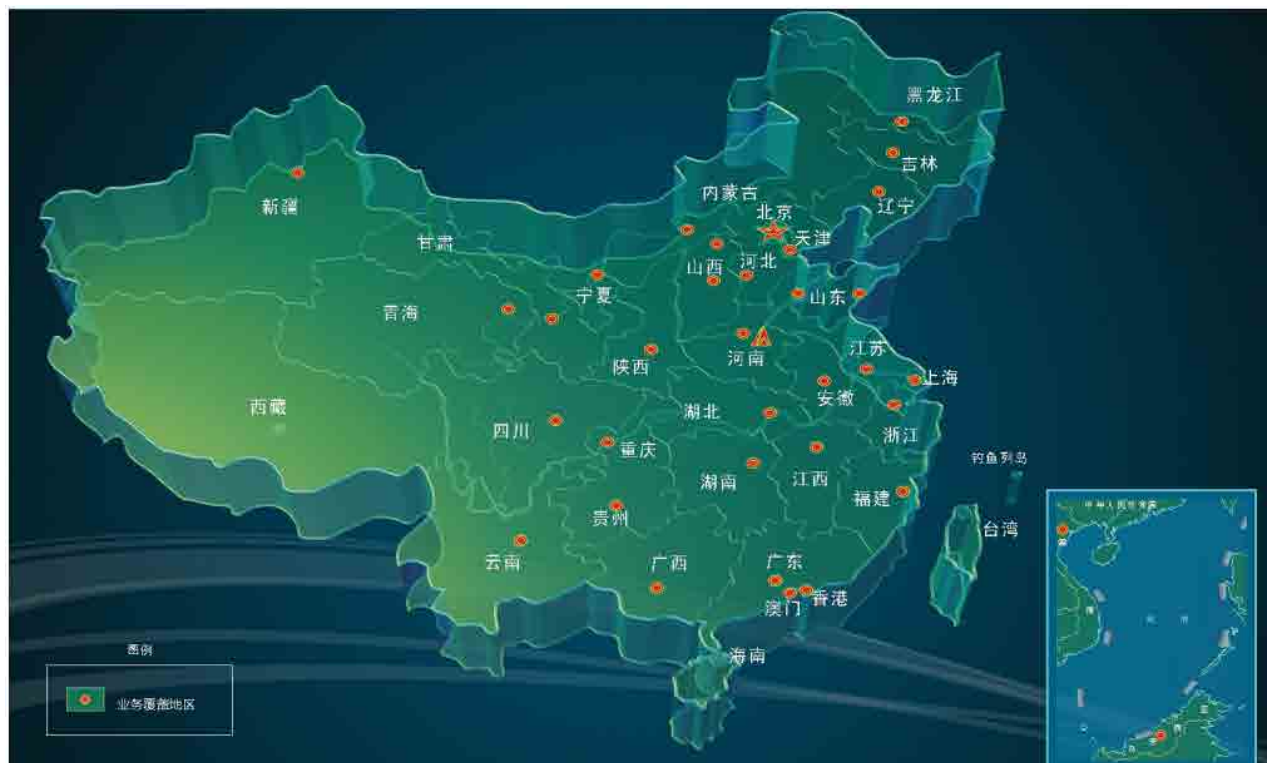 黑龙江
吉林
内蒙古
辽宁
新疆
北京
甘肃
天津
山西
河北
宁夏
山东
青海
江苏
陕西
河南
上海
安徽
西藏
湖北
浙江
四川
重庆
钓鱼列岛
湖南
江西
福建
贵州
台湾
云南
广西
广东
澳门
香港
海南
图例
业务覆盖地区